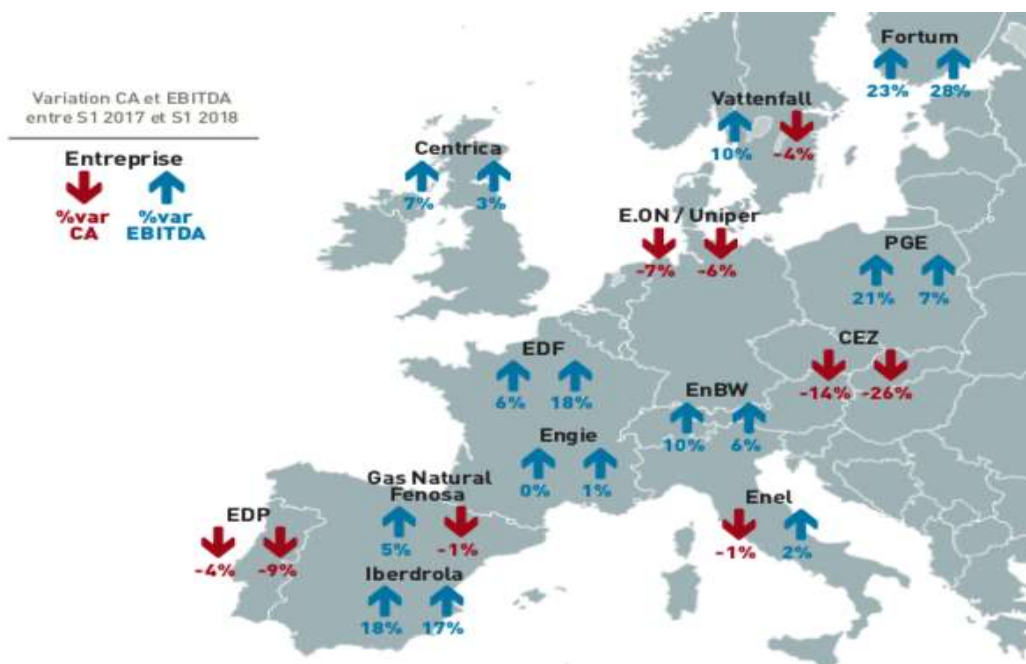 Variation CA et EBITDA
entre S1 2017 et S1 2018
Entreprise
%var %var
CA EBITDA
Fortum
23% 28%
Vattenfall
10% -4%
Centrica
7% 3%
E.ON / Uniper
-7% -6%
PGE
21% 7%
CEZ
-14% -26%
EDF
6% 18%
EnBW
10% 6%
Engie
0% 1%
Gas Natural
Fenosa
5% -1%
EDP
-4% -9%
Enel
-1% 2%
Iberdrola
18% 17%